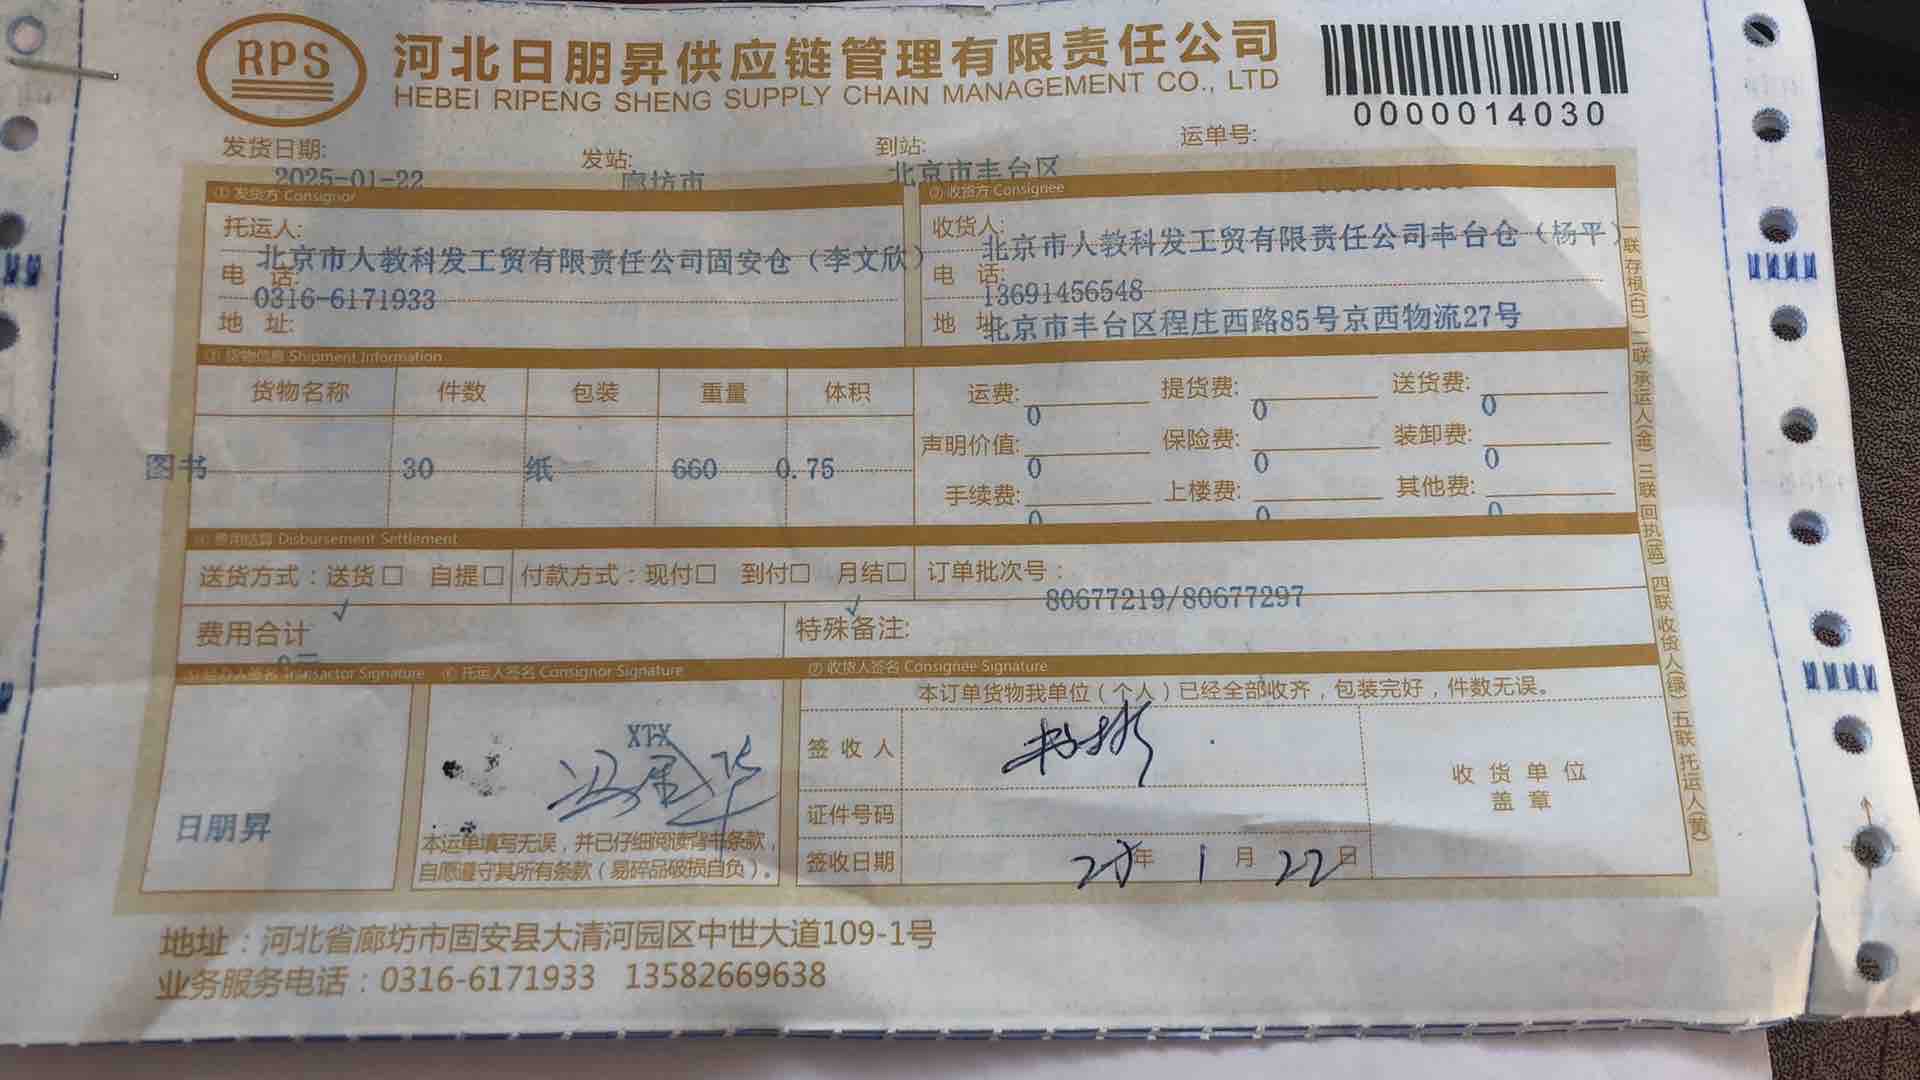 RPS
河北日朋昇供应链管理有限责任公司
HEBEI RIPENG SHENG SUPPLY CHAIN MANAGEMENT CO., LTD
0000014030
发货日期: 2025-01-22 发站: 廊坊市 到站: 北京市丰台区 运单号:
① 发货方 Consignor ② 收货方 Consignee
托运人: 北京市人教科发工贸有限责任公司固安仓（李文欣）
电 话: 0316-6171933
地 址:
收货人: 北京市人教科发工贸有限责任公司丰台仓（杨平）
电 话: 13691456548
地 址: 北京市丰台区程庄西路85号京西物流27号
③ 货物信息 Shipment Information
货物名称 件数 包装 重量 体积
图书 30 纸 660 0.75
运费: 0 提货费: 0 送货费: 0
声明价值: 0 保险费: 0 装卸费: 0
手续费: 0 上楼费: 0 其他费: 0
④ 费用结算 Disbursement Settlement
送货方式：送货□ 自提□ 付款方式：现付□ 到付□ 月结□ 订单批次号：
√ √ 80677219/80677297
费用合计 特殊备注:
Transactor Signature ⑥ 托运人签名 Consignor Signature ⑦ 收货人签名 Consignee Signature
本订单货物我单位（个人）已经全部收齐，包装完好，件数无误。
XTX
日朋昇
本运单填写无误，并已仔细阅读背书条款，
自愿遵守其所有条款（易碎品破损自负）。
签收人
证件号码
签收日期 年 1 月 22 日
收货单位
盖章
一联存根(白) 二联承运人(金) 三联回执(蓝) 四联收货人(绿) 五联托运人(黄)
地址：河北省廊坊市固安县大清河园区中世大道109-1号
业务服务电话：0316-6171933 13582669638